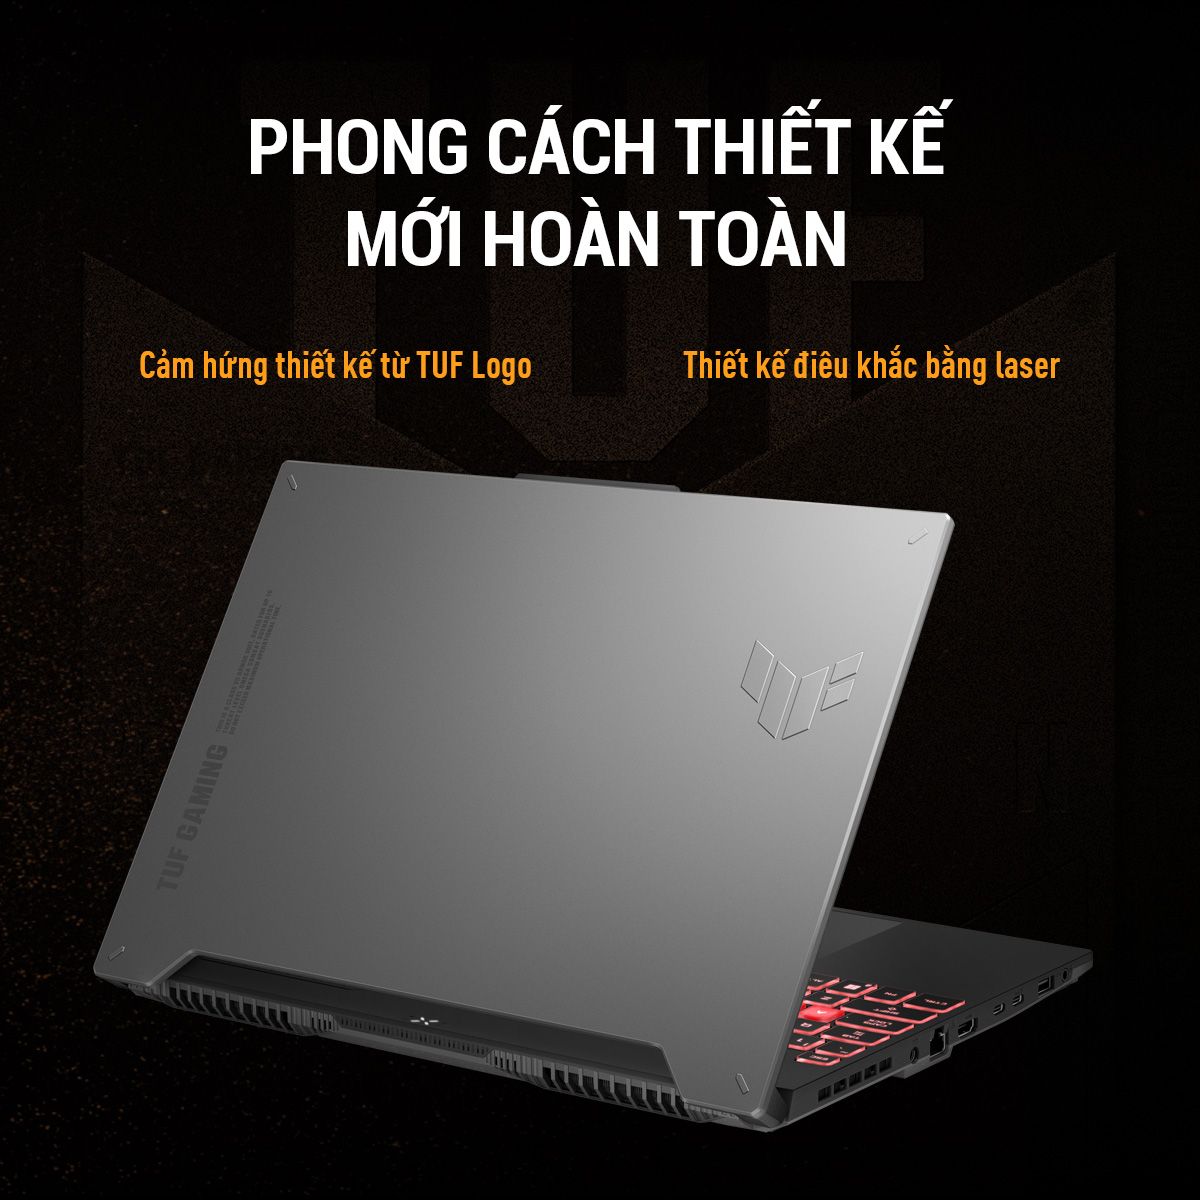 PHONG CÁCH THIẾT KẾ
MỚI HOÀN TOÀN
Cảm hứng thiết kế từ TUF Logo
Thiết kế điêu khắc bằng laser
TUF GAMING